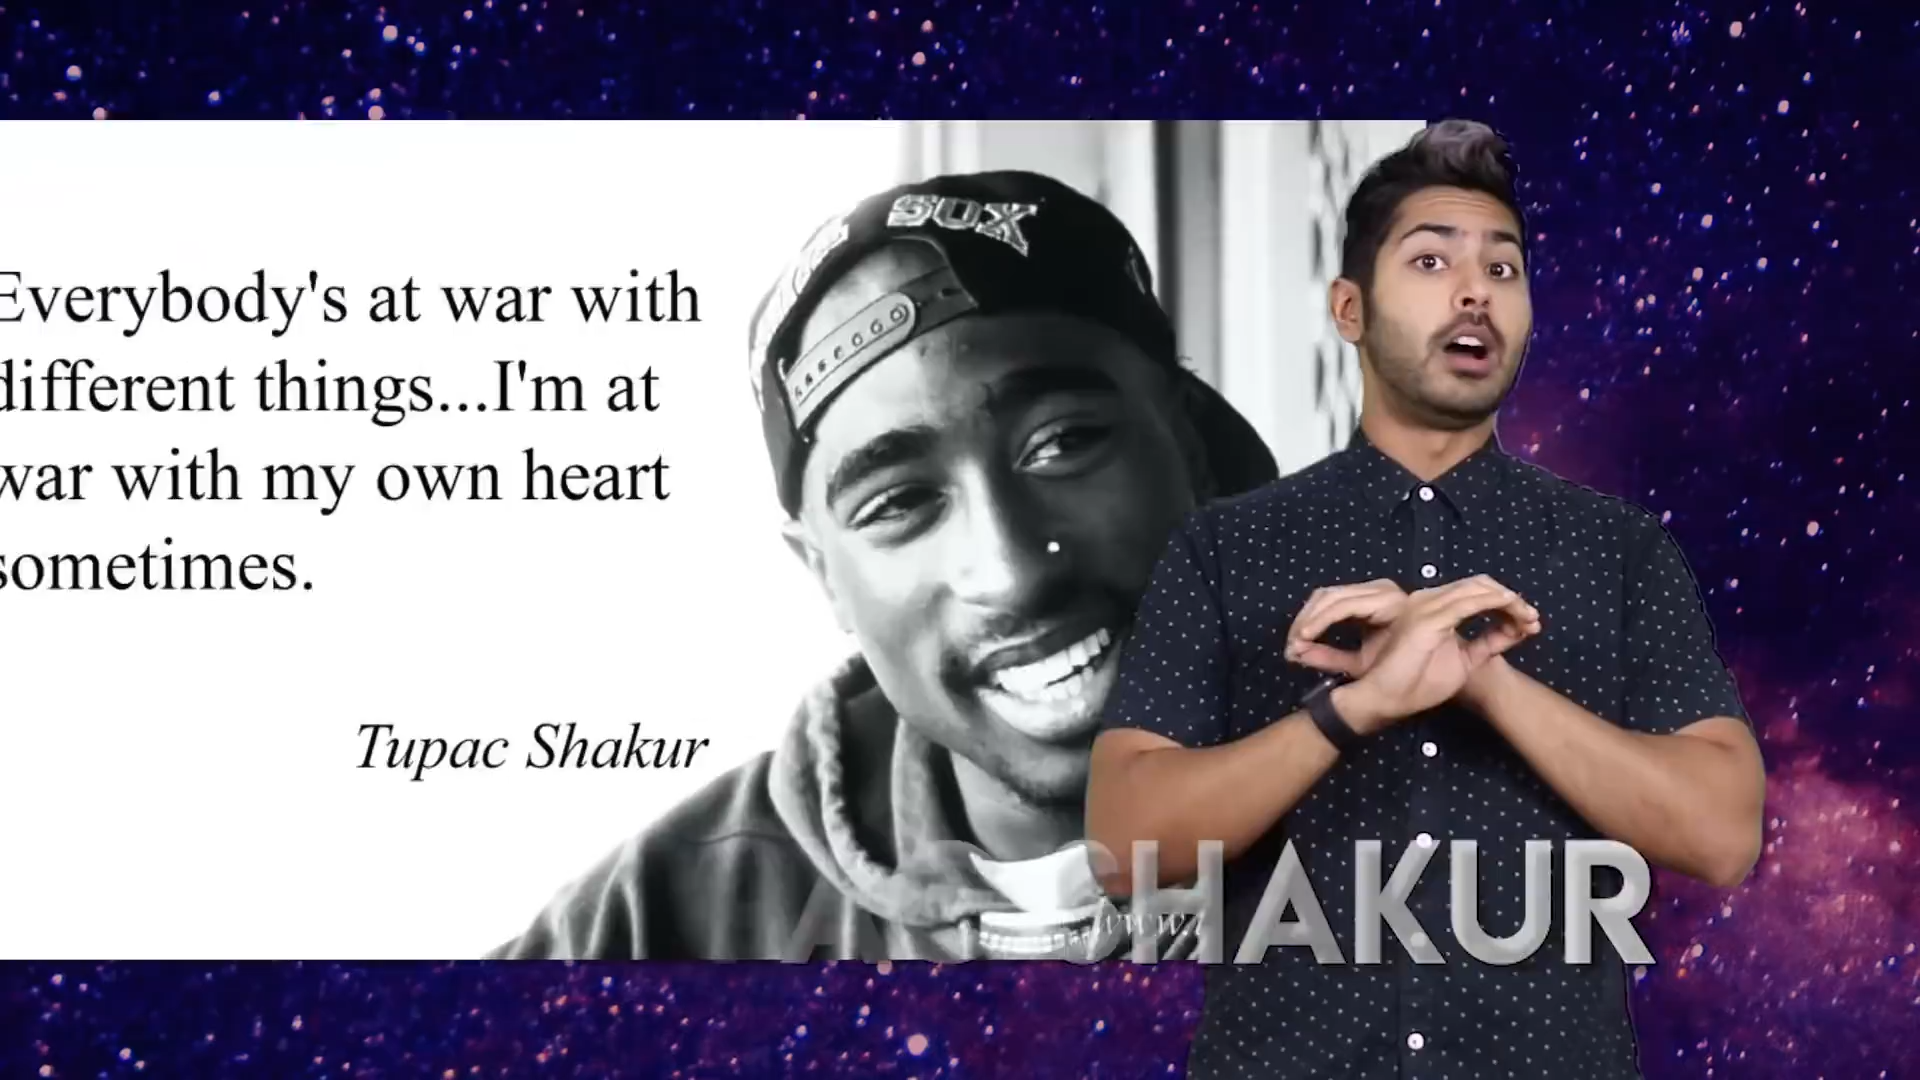 SOX
Everybody's at war with
different things...I'm at
war with my own heart
sometimes.
Tupac Shakur
SHAKUR